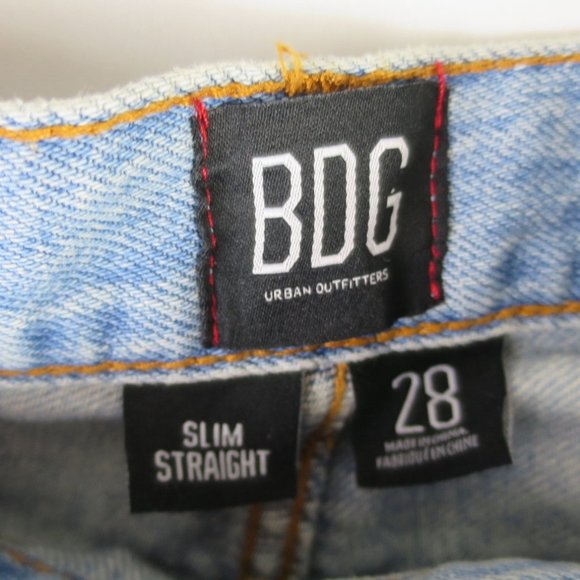 BDG
URBAN OUTFITTERS
SLIM
STRAIGHT
28
MADE IN CHINA
FABRIQUÉ EN CHINE